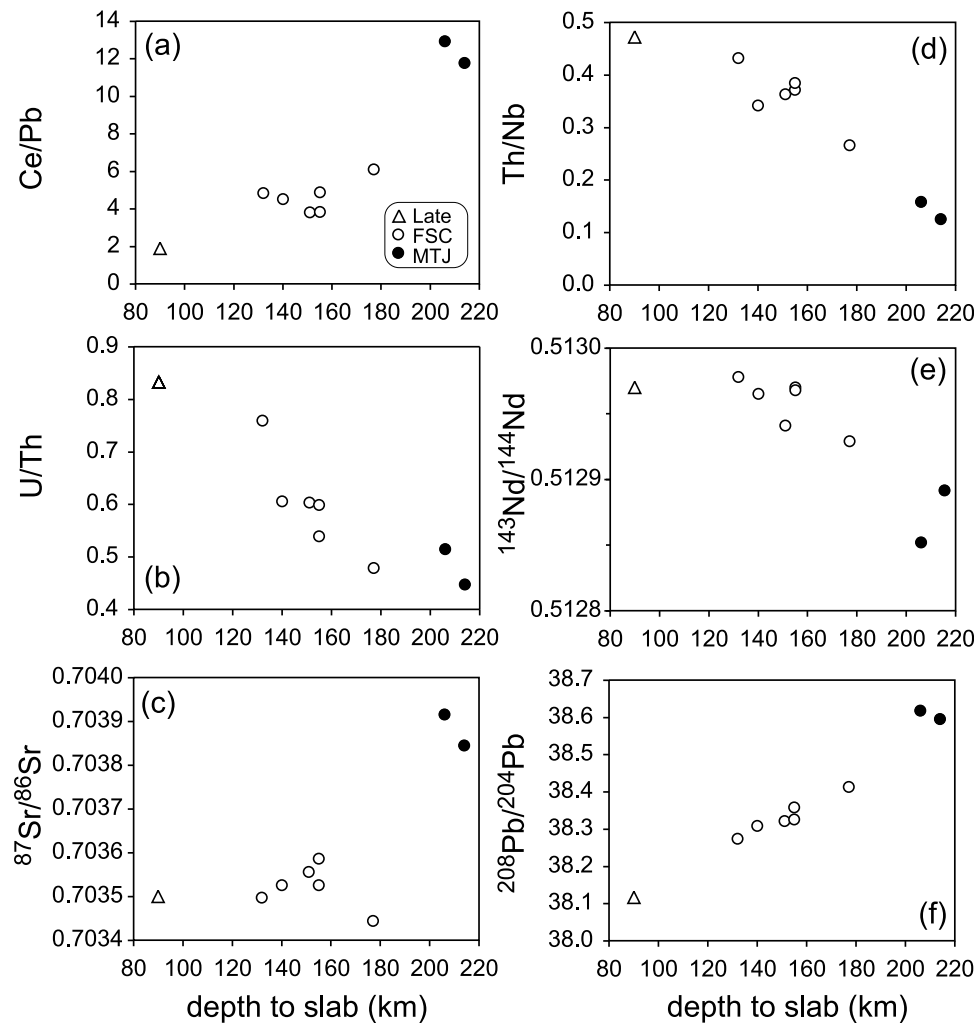 (a)
Ce/Pb
14
12
10
8
6
4
2
0
80 100 120 140 160 180 200 220
△ Late
○ FSC
● MTJ
(d)
Th/Nb
0.5
0.4
0.3
0.2
0.1
0.0
80 100 120 140 160 180 200 220
(b)
U/Th
0.9
0.8
0.7
0.6
0.5
0.4
80 100 120 140 160 180 200 220
(e)
¹⁴³Nd/¹⁴⁴Nd
0.5130
0.5129
0.5128
80 100 120 140 160 180 200 220
(c)
⁸⁷Sr/⁸⁶Sr
0.7040
0.7039
0.7038
0.7037
0.7036
0.7035
0.7034
80 100 120 140 160 180 200 220
depth to slab (km)
(f)
²⁰⁸Pb/²⁰⁴Pb
38.7
38.6
38.5
38.4
38.3
38.2
38.1
38.0
80 100 120 140 160 180 200 220
depth to slab (km)